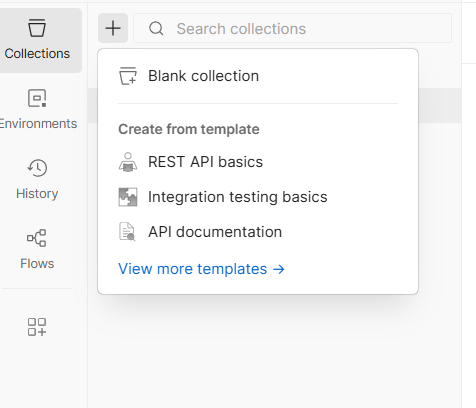 Collections
Environments
History
Flows
Search collections
Blank collection
Create from template
REST API basics
Integration testing basics
API documentation
View more templates →